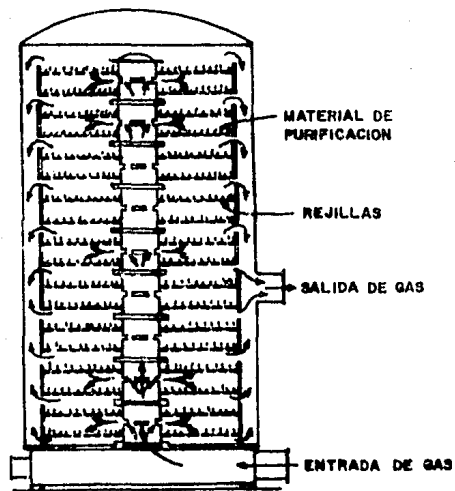 MATERIAL DE
PURIFICACION
REJILLAS
SALIDA DE GAS
ENTRADA DE GAS